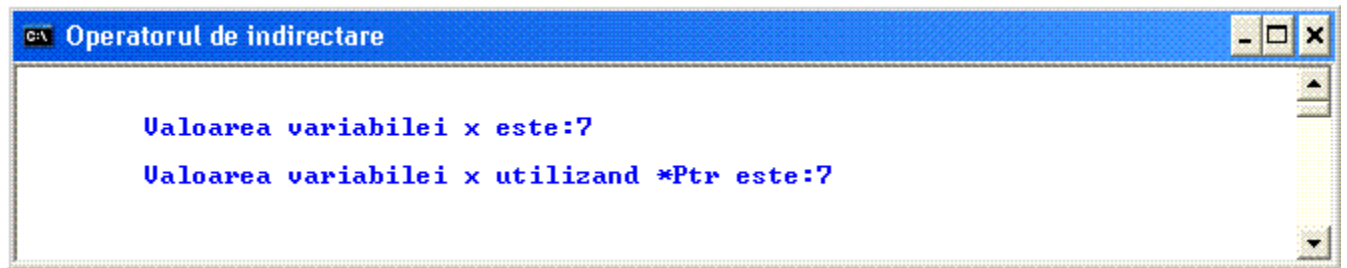 C:\ Operatorul de indirectare
Valoarea variabilei x este:7
Valoarea variabilei x utilizand *Ptr este:7